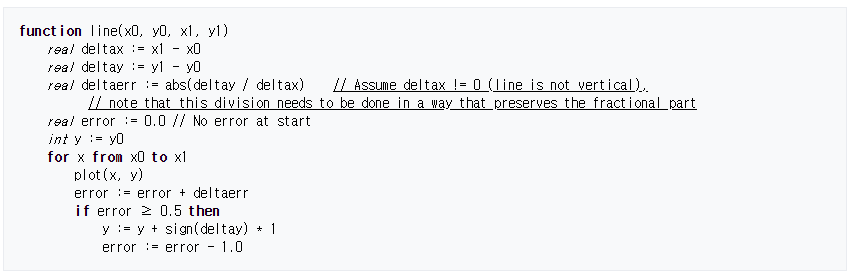 function line(x0, y0, x1, y1)
real deltax := x1 - x0
real deltay := y1 - y0
real deltaerr := abs(deltay / deltax) // Assume deltax != 0 (line is not vertical),
// note that this division needs to be done in a way that preserves the fractional part
real error := 0.0 // No error at start
int y := y0
for x from x0 to x1
plot(x, y)
error := error + deltaerr
if error ≥ 0.5 then
y := y + sign(deltay) * 1
error := error - 1.0